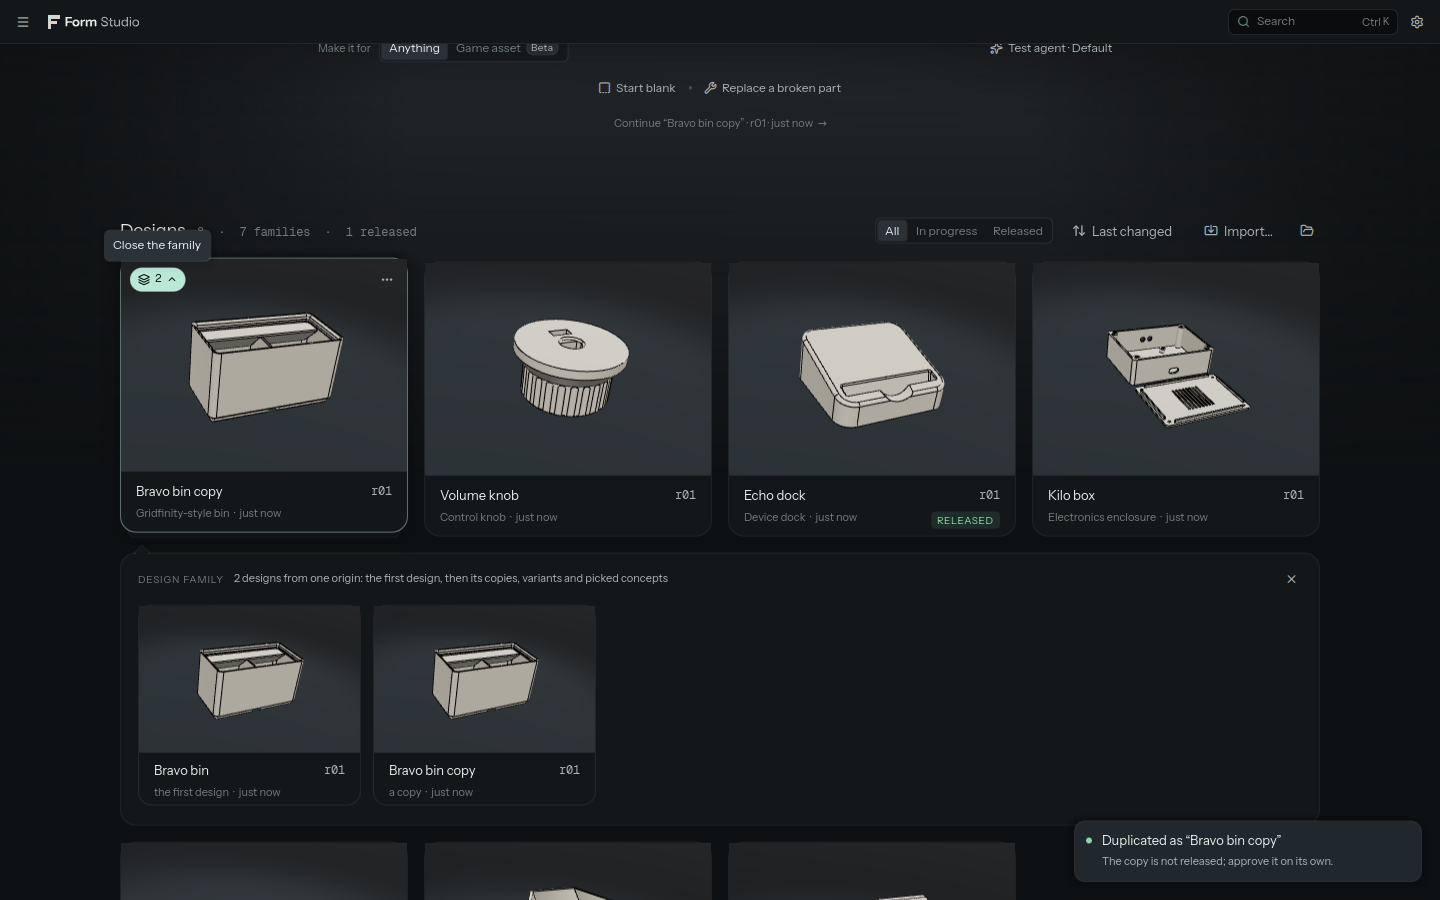 Form Studio
Search Ctrl K
Make it for Anything Game asset Beta
Test agent · Default
Start blank • Replace a broken part
Continue “Bravo bin copy” · r01 · just now →
Designs · 7 families · 1 released
All In progress Released
Last changed
Import...
Close the family
2
Bravo bin copy r01
Gridfinity-style bin · just now
Volume knob r01
Control knob · just now
Echo dock r01
Device dock · just now
RELEASED
Kilo box r01
Electronics enclosure · just now
DESIGN FAMILY 2 designs from one origin: the first design, then its copies, variants and picked concepts
Bravo bin r01
the first design · just now
Bravo bin copy r01
a copy · just now
Duplicated as “Bravo bin copy”
The copy is not released; approve it on its own.